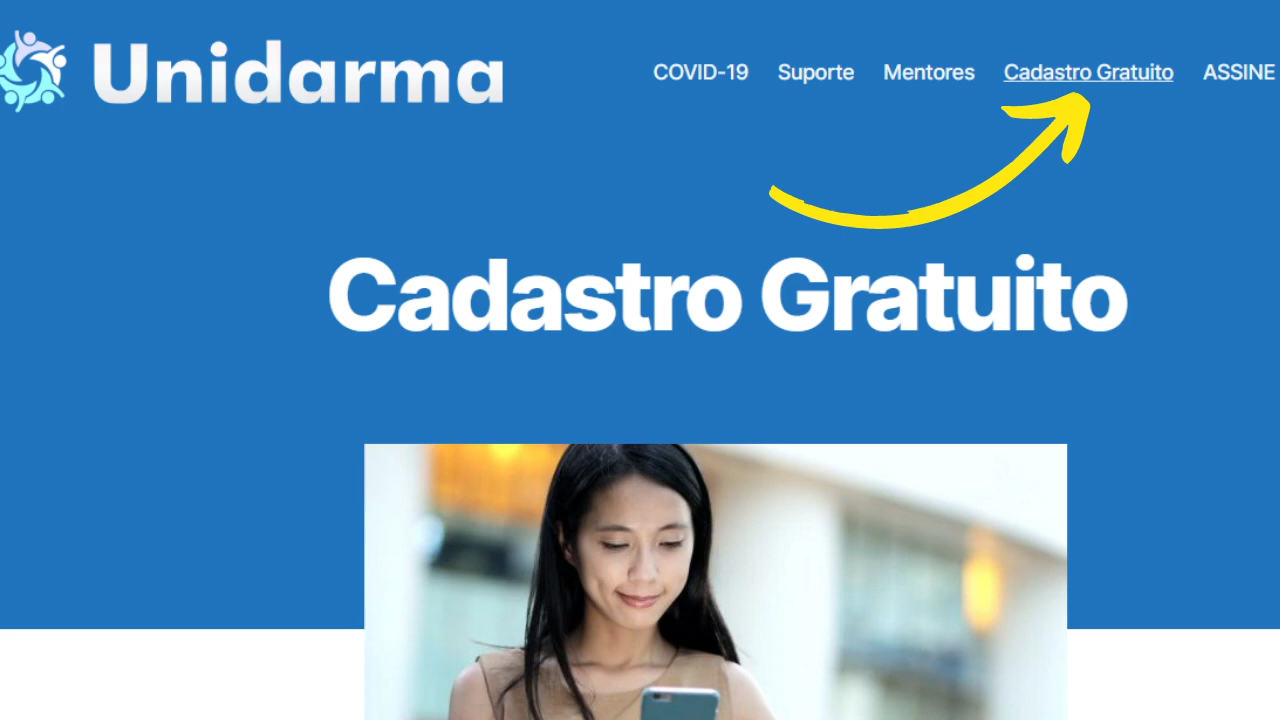 Unidarma
COVID-19 Suporte Mentores Cadastro Gratuito ASSINE
Cadastro Gratuito